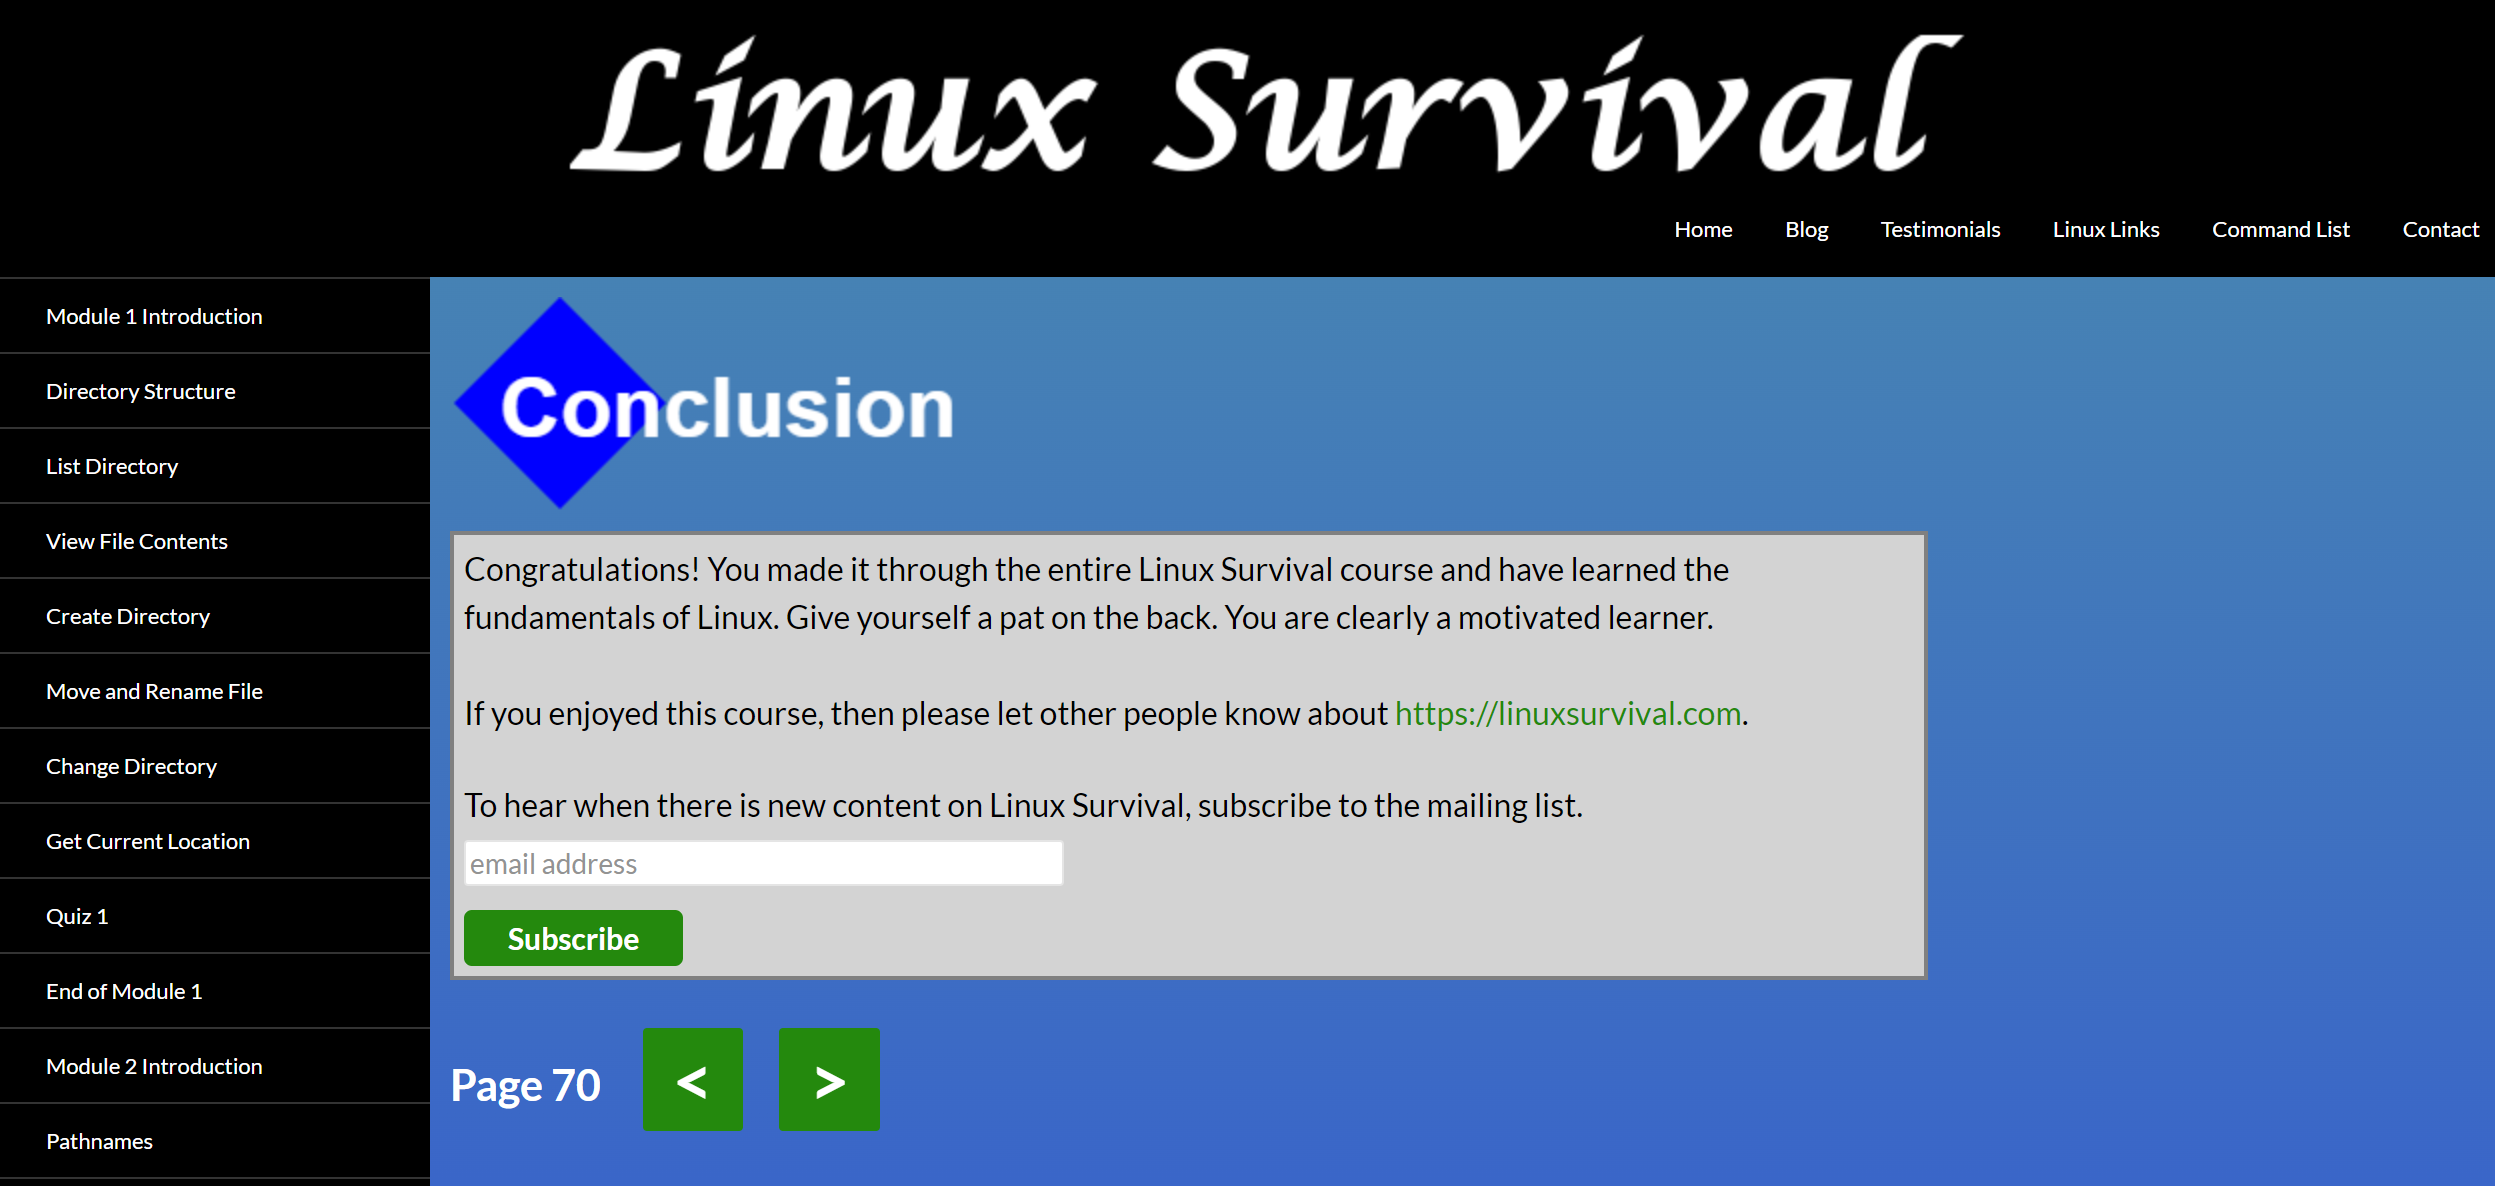 Linux Survival
Home
Blog
Testimonials
Linux Links
Command List
Contact
Module 1 Introduction
Directory Structure
List Directory
View File Contents
Create Directory
Move and Rename File
Change Directory
Get Current Location
Quiz 1
End of Module 1
Module 2 Introduction
Pathnames
Conclusion
Congratulations! You made it through the entire Linux Survival course and have learned the
fundamentals of Linux. Give yourself a pat on the back. You are clearly a motivated learner.
If you enjoyed this course, then please let other people know about https://linuxsurvival.com.
To hear when there is new content on Linux Survival, subscribe to the mailing list.
email address
Subscribe
Page 70 < >